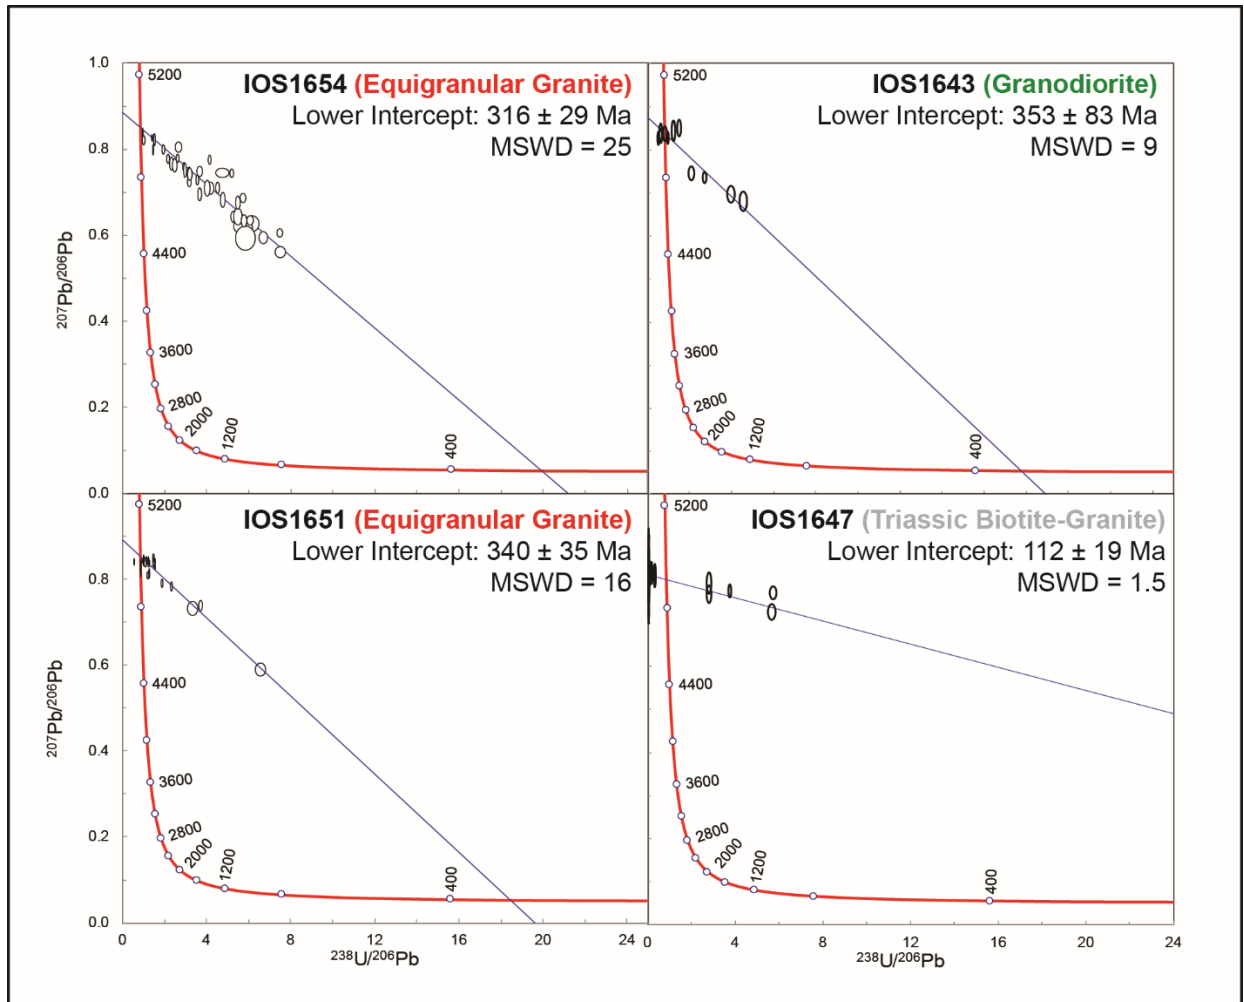 IOS1654 (Equigranular Granite)
Lower Intercept: 316 ± 29 Ma
MSWD = 25
5200
4400
3600
2800
2000
1200
400
1.0
0.8
0.6
0.4
0.2
0.0
207Pb/206Pb
IOS1643 (Granodiorite)
Lower Intercept: 353 ± 83 Ma
MSWD = 9
5200
4400
3600
2800
2000
1200
400
IOS1651 (Equigranular Granite)
Lower Intercept: 340 ± 35 Ma
MSWD = 16
5200
4400
3600
2800
2000
1200
400
0.8
0.6
0.4
0.2
0.0
207Pb/206Pb
0 4 8 12 16 20
238U/206Pb
IOS1647 (Triassic Biotite-Granite)
Lower Intercept: 112 ± 19 Ma
MSWD = 1.5
5200
4400
3600
2800
2000
1200
400
0 4 8 12 16 20 24
238U/206Pb